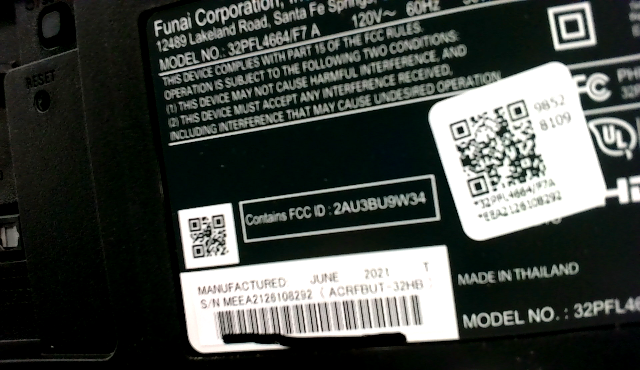 RESET
Funai Corporation,
12489 Lakeland Road, Santa Fe Springs,
MODEL NO.: 32PFL4664/F7 A 120V~ 60Hz
THIS DEVICE COMPLIES WITH PART 15 OF THE FCC RULES.
OPERATION IS SUBJECT TO THE FOLLOWING TWO CONDITIONS:
(1) THIS DEVICE MAY NOT CAUSE HARMFUL INTERFERENCE, AND
(2) THIS DEVICE MUST ACCEPT ANY INTERFERENCE RECEIVED,
INCLUDING INTERFERENCE THAT MAY CAUSE UNDESIRED OPERATION.
9852
8109
*32PFL4664/F7A
*EEA2126108292
FC
UL
Contains FCC ID : 2AU3BU9W34
MANUFACTURED JUNE 2021 T
S/N MEEA2126108292 ( ACRFBUT-32HB
MADE IN THAILAND
MODEL NO. : 32PFL46